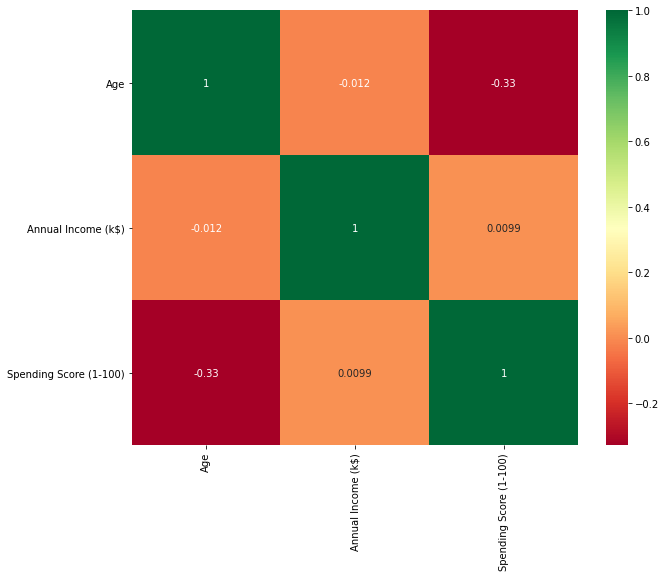 1.0
Age
1
-0.012
-0.33
0.8
0.6
Annual Income (k$)
-0.012
1
0.0099
0.4
0.2
0.0
Spending Score (1-100)
-0.33
0.0099
1
−0.2
Age
Annual Income (k$)
Spending Score (1-100)